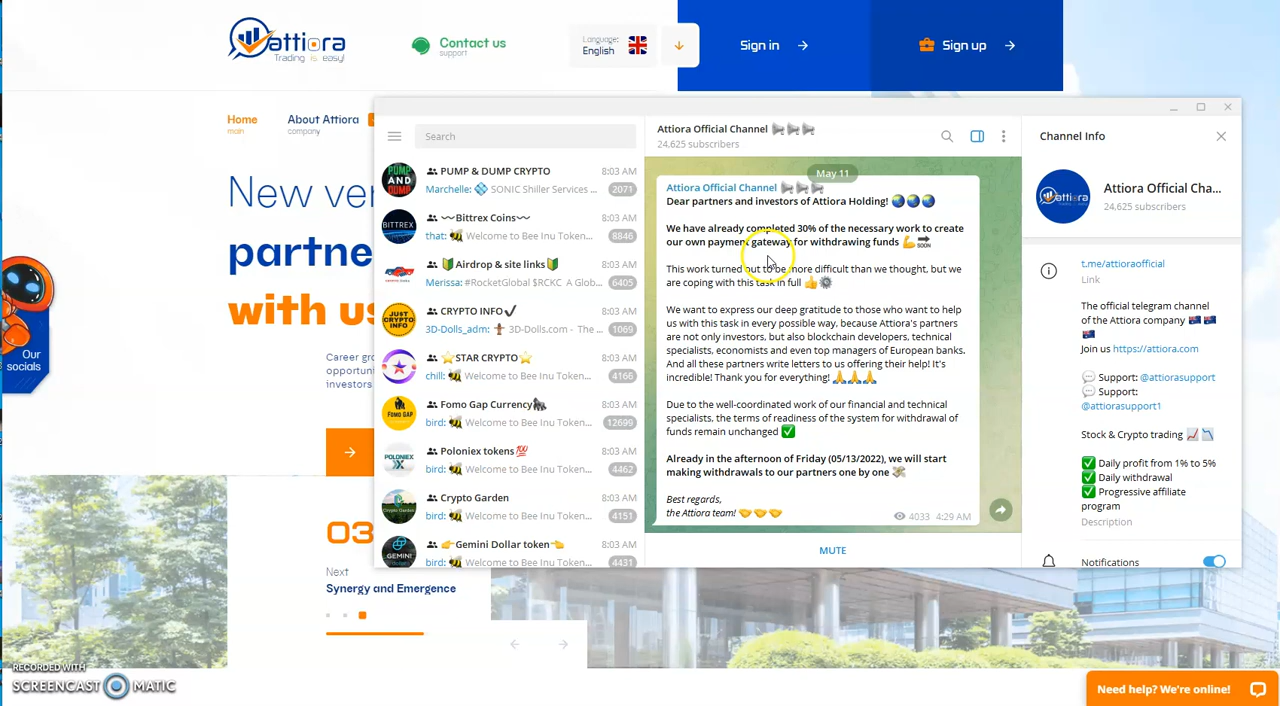 attiora
Trading is easy!
Contact us
support
Language:
English
Sign in
Sign up
Home
main
About Attiora
company
New ver
partne
with us
Our
socials
Career gro
opportuni
investors
03
Next
Synergy and Emergence
Search
PUMP & DUMP CRYPTO 8:03 AM
Marchelle: SONIC Shiller Services ... 2071
Bittrex Coins 8:03 AM
that: Welcome to Bee Inu Token... 8846
Airdrop & site links 8:03 AM
Merissa: #RocketGlobal $RCKC A Glob... 6405
CRYPTO INFO 8:03 AM
3D-Dolls_adm: 3D-Dolls.com - The ... 1069
STAR CRYPTO 8:03 AM
chill: Welcome to Bee Inu Token... 4166
Fomo Gap Currency 8:03 AM
bird: Welcome to Bee Inu Token... 12699
Poloniex tokens 8:03 AM
bird: Welcome to Bee Inu Token... 4462
Crypto Garden 8:03 AM
bird: Welcome to Bee Inu Token... 4151
Gemini Dollar token 8:03 AM
bird: Welcome to Bee Inu Token... 4431
PUMP
AND
DUMP
BITTREX
JUST
CRYPTO
INFO
FOMO GAP
POLONIEX
GEMINI
Attiora Official Channel
24,625 subscribers
May 11
Attiora Official Channel
Dear partners and investors of Attiora Holding!
We have already completed 30% of the necessary work to create
our own payment gateway for withdrawing funds
SOON
This work turned out to be more difficult than we thought, but we
are coping with this task in full
We want to express our deep gratitude to those who want to help
us with this task in every possible way, because Attiora's partners
are not only investors, but also blockchain developers, technical
specialists, economists and even top managers of European banks.
And all these partners write letters to us offering their help! It's
incredible! Thank you for everything!
Due to the well-coordinated work of our financial and technical
specialists, the terms of readiness of the system for withdrawal of
funds remain unchanged
Already in the afternoon of Friday (05/13/2022), we will start
making withdrawals to our partners one by one
Best regards,
the Attiora team!
4033 4:29 AM
MUTE
Channel Info
Attiora Official Cha...
24,625 subscribers
t.me/attioraofficial
Link
The official telegram channel
of the Attiora company
Join us https://attiora.com
Support: @attiorasupport
Support:
@attiorasupport1
Stock & Crypto trading
Daily profit from 1% to 5%
Daily withdrawal
Progressive affiliate
program
Description
Notifications
Need help? We're online!
RECORDED WITH
SCREENCAST MATIC